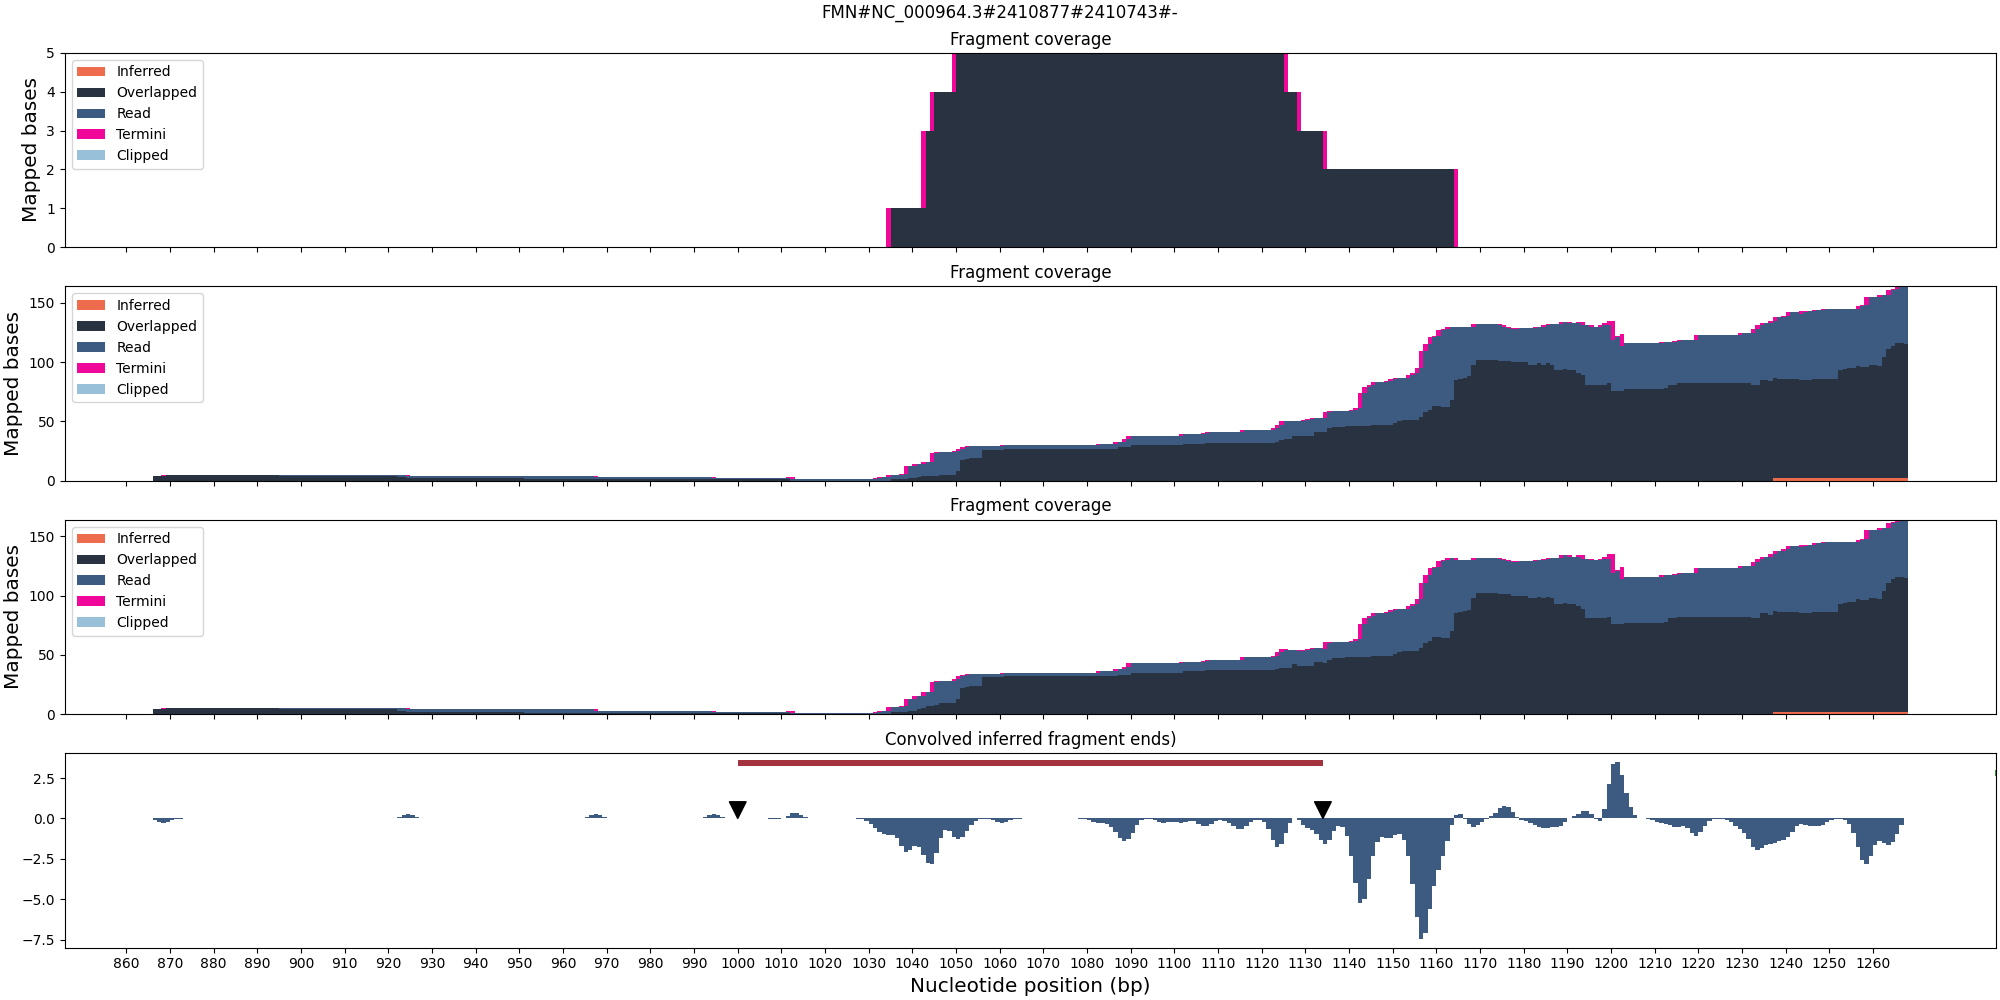 FMN#NC_000964.3#2410877#2410743#-
Fragment coverage
Mapped bases
5
4
3
2
1
0
Inferred
Overlapped
Read
Termini
Clipped
Fragment coverage
Mapped bases
150
100
50
0
Inferred
Overlapped
Read
Termini
Clipped
Fragment coverage
Mapped bases
150
100
50
0
Inferred
Overlapped
Read
Termini
Clipped
Convolved inferred fragment ends)
2.5
0.0
−2.5
−5.0
−7.5
860 870 880 890 900 910 920 930 940 950 960 970 980 990 1000 1010 1020 1030 1040 1050 1060 1070 1080 1090 1100 1110 1120 1130 1140 1150 1160 1170 1180 1190 1200 1210 1220 1230 1240 1250 1260
Nucleotide position (bp)